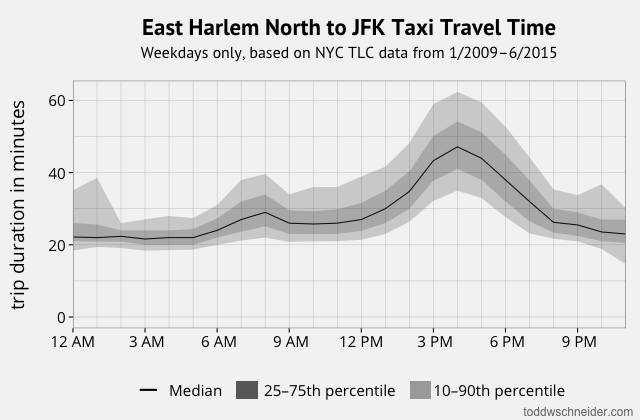 East Harlem North to JFK Taxi Travel Time
Weekdays only, based on NYC TLC data from 1/2009–6/2015
trip duration in minutes
60
40
20
0
12 AM 3 AM 6 AM 9 AM 12 PM 3 PM 6 PM 9 PM
Median 25–75th percentile 10–90th percentile
toddwschneider.com